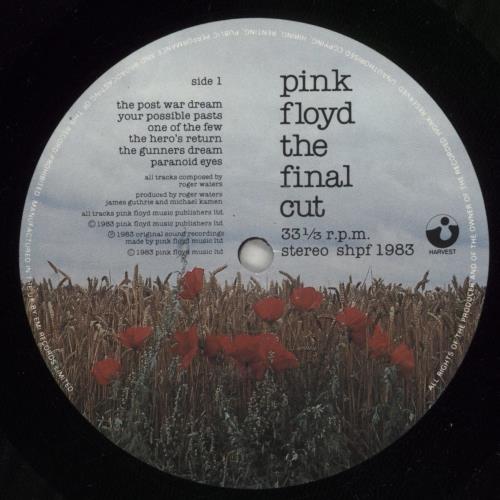 side 1
the post war dream
your possible pasts
one of the few
the hero's return
the gunners dream
paranoid eyes
all tracks composed by
roger waters
produced by roger waters
james guthrie and michael kamen
all tracks pink floyd music publishers ltd.
© 1983 pink floyd music publishers ltd
℗ 1983 original sound recordings
made by pink floyd music ltd
© 1983 pink floyd music ltd
pink
floyd
the
final
cut
33 1/3 r.p.m.
stereo shpf 1983
HARVEST
ALL RIGHTS OF THE PRODUCER AND OF THE OWNER OF THE RECORDED WORK RESERVED. UNAUTHORISED COPYING, HIRING, RENTING, PUBLIC PERFORMANCE AND BROADCASTING OF THIS RECORD PROHIBITED. MANUFACTURED IN THE UK BY EMI RECORDS LIMITED.